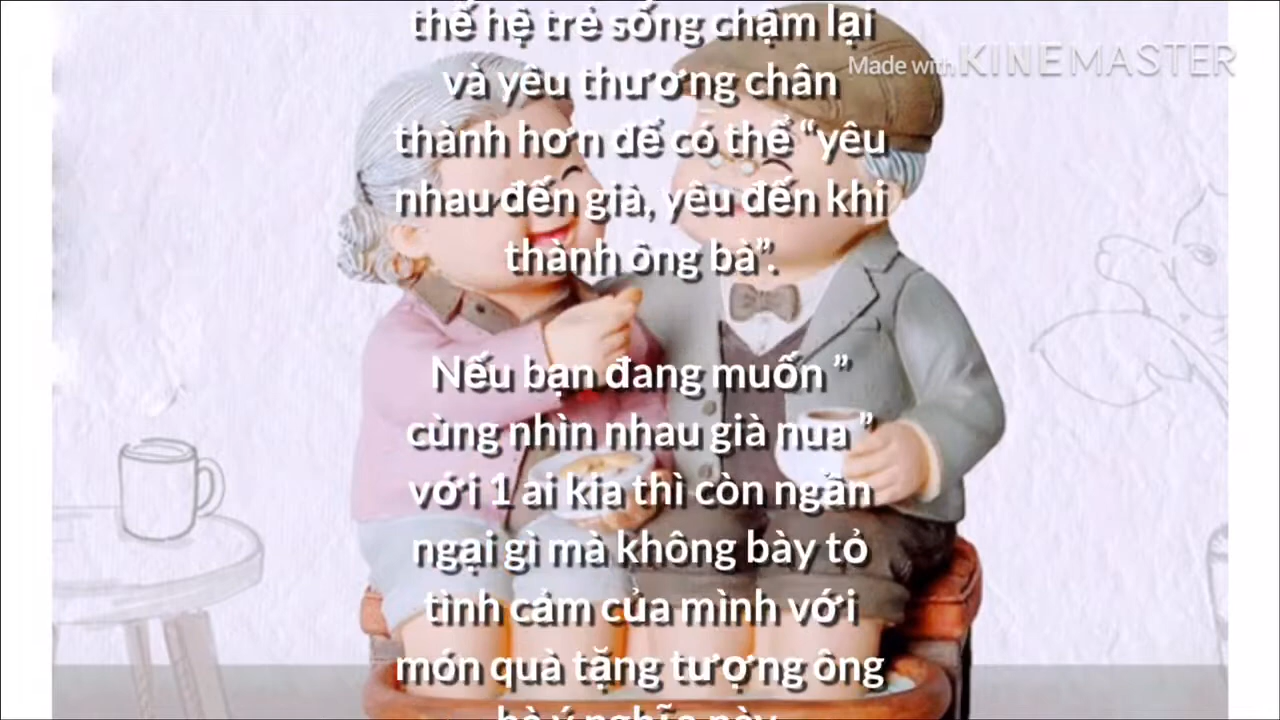 thế hệ trẻ sống chậm lại
Made with KINEMASTER
và yêu thương chân
thành hơn để có thể “yêu
nhau đến già, yêu đến khi
thành ông bà”.
Nếu bạn đang muốn ”
cùng nhìn nhau già nua ”
với 1 ai kia thì còn ngần
ngại gì mà không bày tỏ
tình cảm của mình với
món quà tặng tượng ông
bà ý nghĩa này